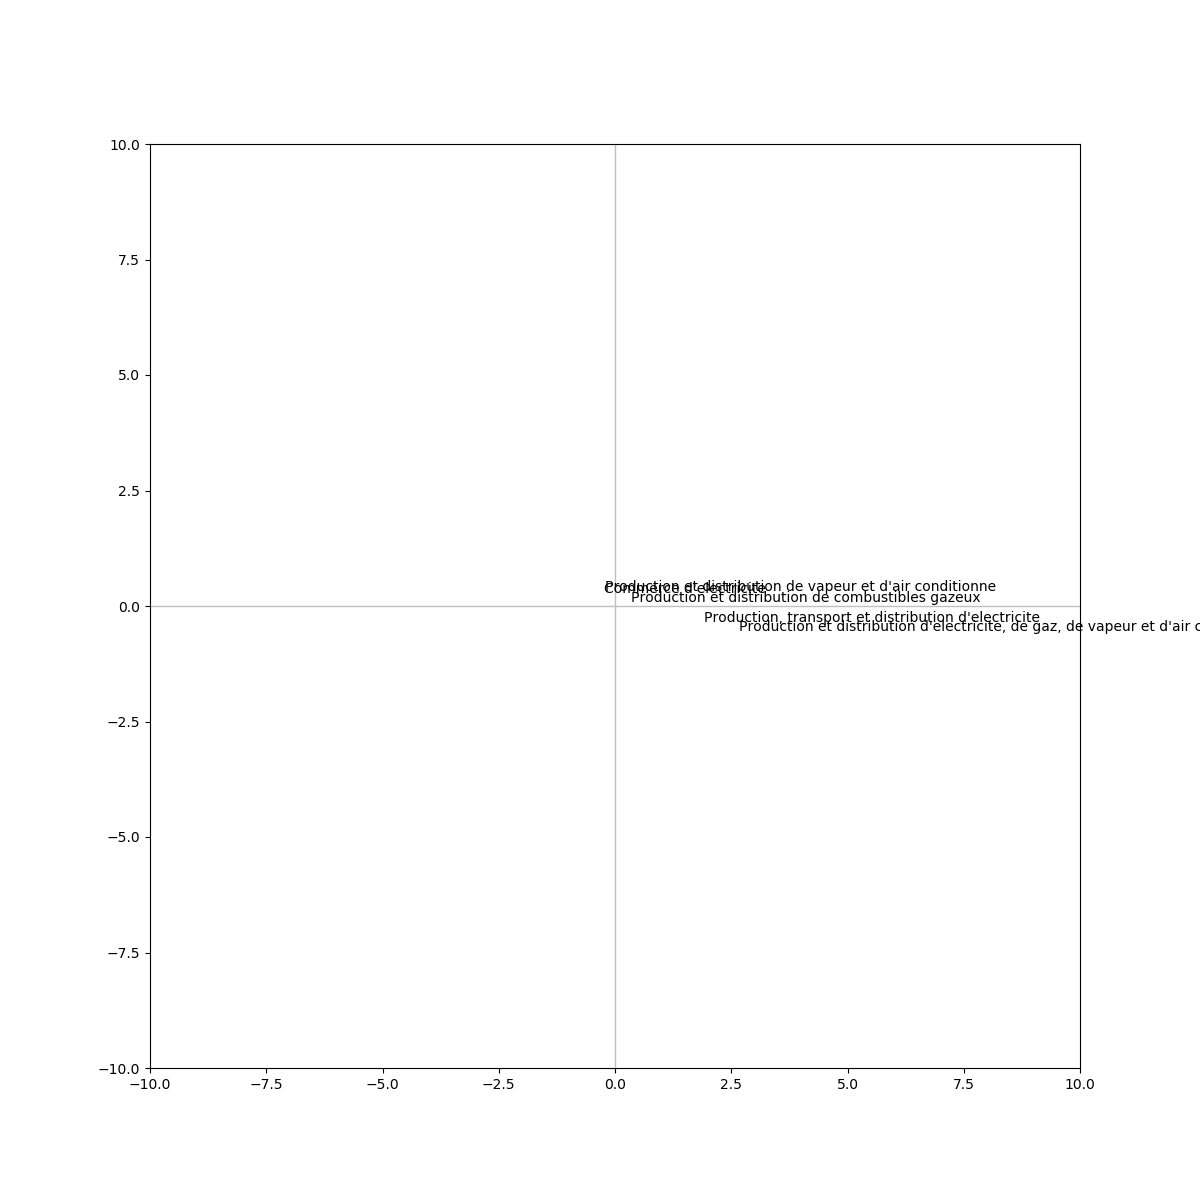 10.0
7.5
5.0
2.5
Production et distribution de vapeur et d'air conditionne
Commerce d'electricite
Production et distribution de combustibles gazeux
0.0
Production, transport et distribution d'electricite
Production et distribution d'electricite, de gaz, de vapeur et d'air
−2.5
−5.0
−7.5
−10.0
−10.0 −7.5 −5.0 −2.5 0.0 2.5 5.0 7.5 10.0